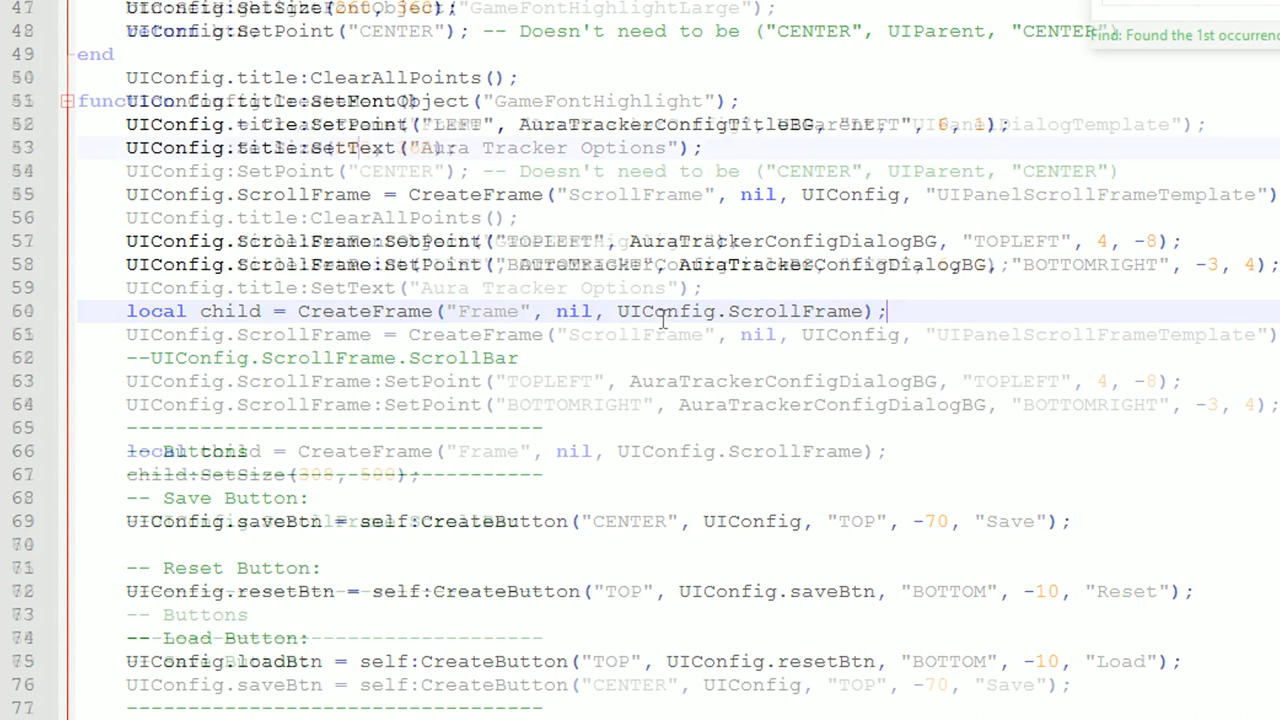 47 UIConfig:SetSize(260, 360); "GameFontHighlightLarge");
48 UIConfig:SetPoint("CENTER"); -- Doesn't need to be ("CENTER", UIParent, "CENTER")
Find: Found the 1st occurrenc
49 end
50 UIConfig.title:ClearAllPoints();
51 function UIConfig.title:SetFontObject("GameFontHighlight");
52 UIConfig.title:SetPoint("LEFT", AuraTrackerConfigTitleBG, "LEFT", 6, 1); DialogTemplate");
53 UIConfig.title:SetText("Aura Tracker Options");
54 UIConfig:SetPoint("CENTER"); -- Doesn't need to be ("CENTER", UIParent, "CENTER")
55 UIConfig.ScrollFrame = CreateFrame("ScrollFrame", nil, UIConfig, "UIPanelScrollFrameTemplate")
56 UIConfig.title:ClearAllPoints();
57 UIConfig.ScrollFrame:SetPoint("TOPLEFT", AuraTrackerConfigDialogBG, "TOPLEFT", 4, -8);
58 UIConfig.ScrollFrame:SetPoint("BOTTOMRIGHT", AuraTrackerConfigDialogBG, "BOTTOMRIGHT", -3, 4);
59 UIConfig.title:SetText("Aura Tracker Options");
60 local child = CreateFrame("Frame", nil, UIConfig.ScrollFrame);
61 UIConfig.ScrollFrame = CreateFrame("ScrollFrame", nil, UIConfig, "UIPanelScrollFrameTemplate")
62 --UIConfig.ScrollFrame.ScrollBar
63 UIConfig.ScrollFrame:SetPoint("TOPLEFT", AuraTrackerConfigDialogBG, "TOPLEFT", 4, -8);
64 UIConfig.ScrollFrame:SetPoint("BOTTOMRIGHT", AuraTrackerConfigDialogBG, "BOTTOMRIGHT", -3, 4);
65 ----------------------------------
66 -- Buttons local child = CreateFrame("Frame", nil, UIConfig.ScrollFrame);
67 child:SetSize(308, 500); ----------------------------------
68 -- Save Button:
69 UIConfig.saveBtn = self:CreateButton("CENTER", UIConfig, "TOP", -70, "Save");
70
71 -- Reset Button:
72 UIConfig.resetBtn = self:CreateButton("TOP", UIConfig.saveBtn, "BOTTOM", -10, "Reset");
73 -- Buttons
74 -- Load Button:
75 UIConfig.loadBtn = self:CreateButton("TOP", UIConfig.resetBtn, "BOTTOM", -10, "Load");
76 UIConfig.saveBtn = self:CreateButton("CENTER", UIConfig, "TOP", -70, "Save");
77 ----------------------------------